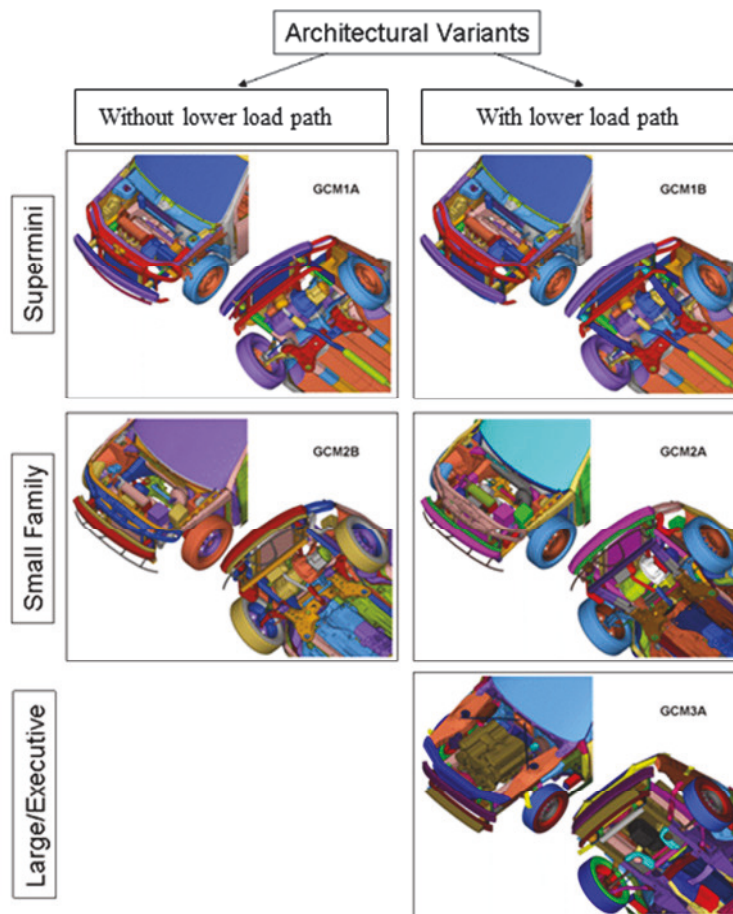 Architectural Variants
Without lower load path
With lower load path
Supermini
GCM1A
GCM1B
Small Family
GCM2B
GCM2A
Large/Executive
GCM3A